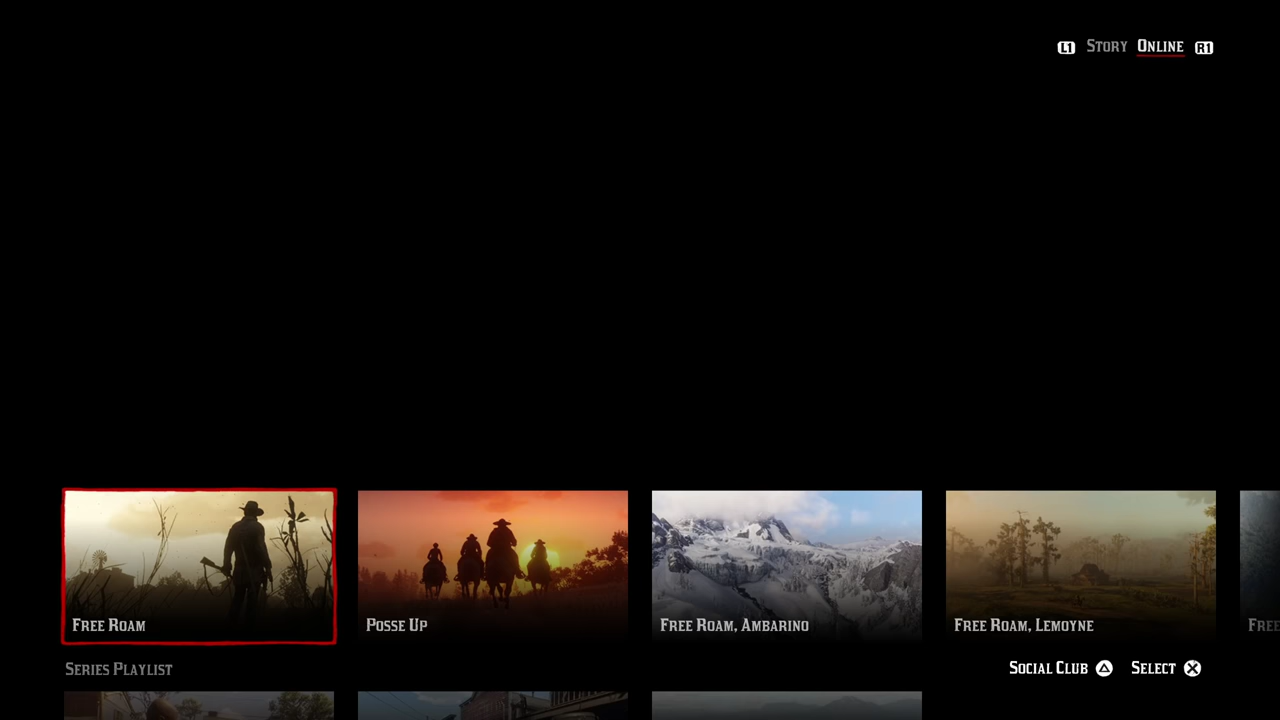 L1 STORY ONLINE R1
FREE ROAM
POSSE UP
FREE ROAM, AMBARINO
FREE ROAM, LEMOYNE
FREE
SERIES PLAYLIST
SOCIAL CLUB SELECT